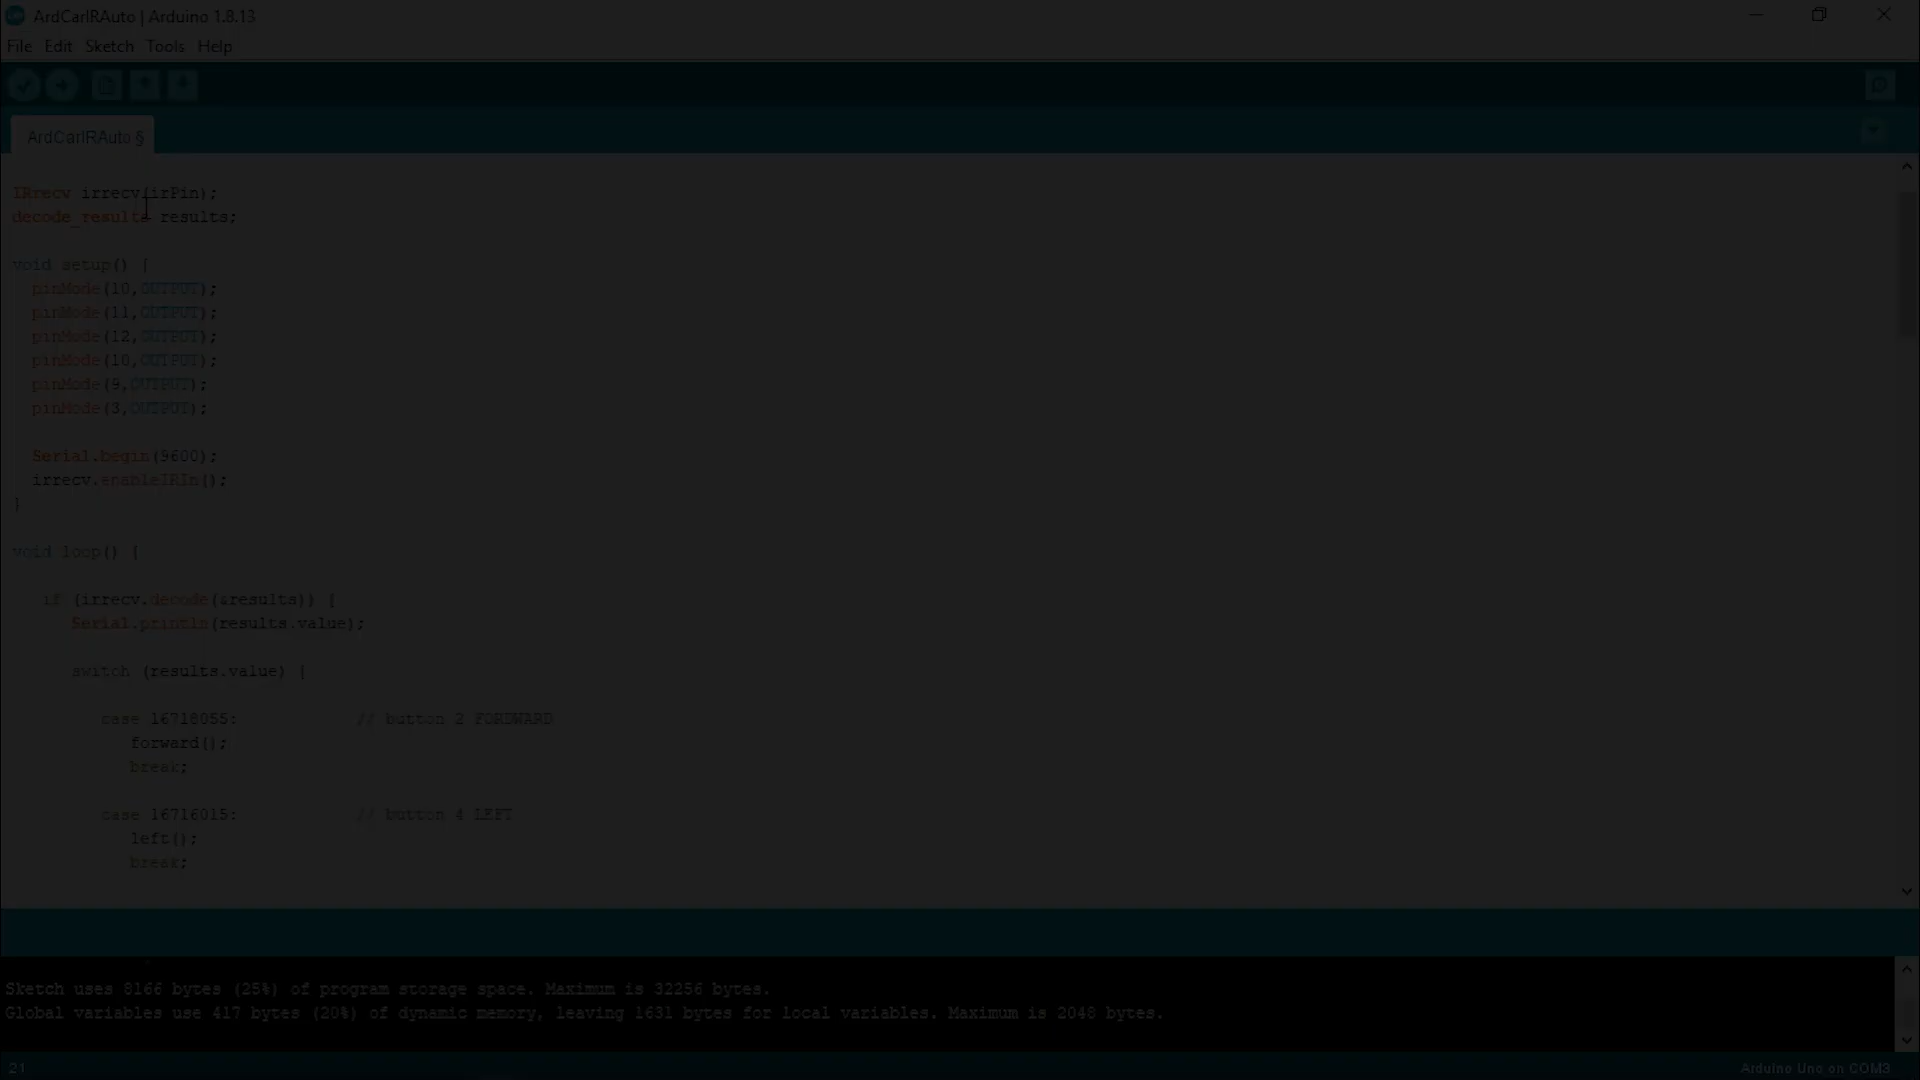 ArdCarIRAuto | Arduino 1.8.13
File Edit Sketch Tools Help
ArdCarIRAuto §
IRrecv irrecv(irPin);
decode_results results;
void setup() {
pinMode(10,OUTPUT);
pinMode(11,OUTPUT);
pinMode(12,OUTPUT);
pinMode(10,OUTPUT);
pinMode(9,OUTPUT);
pinMode(3,OUTPUT);
Serial.begin(9600);
irrecv.enableIRIn();
}
void loop() {
if (irrecv.decode(&results)) {
Serial.println(results.value);
switch (results.value) {
case 16718055: // button 2 FORDWARD
forward();
break;
case 16716015: // button 4 LEFT
left();
break;
Sketch uses 8166 bytes (25%) of program storage space. Maximum is 32256 bytes.
Global variables use 417 bytes (20%) of dynamic memory, leaving 1631 bytes for local variables. Maximum is 2048 bytes.
21 Arduino Uno on COM3